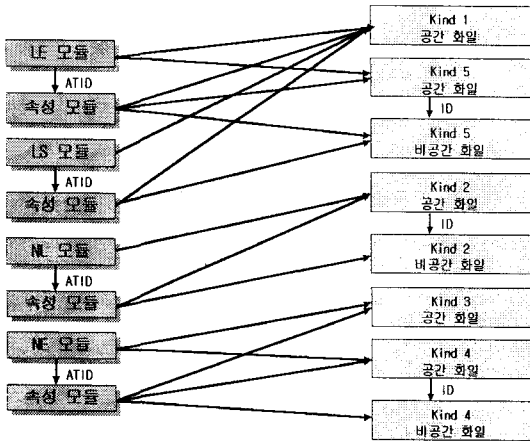 LE 모듈
ATID
속성 모듈
LS 모듈
ATID
속성 모듈
NL 모듈
ATID
속성 모듈
NE 모듈
ATID
속성 모듈
Kind 1
공간 화일
Kind 5
공간 화일
ID
Kind 5
비공간 화일
Kind 2
공간 화일
ID
Kind 2
비공간 화일
Kind 3
공간 화일
Kind 4
공간 화일
ID
Kind 4
비공간 화일